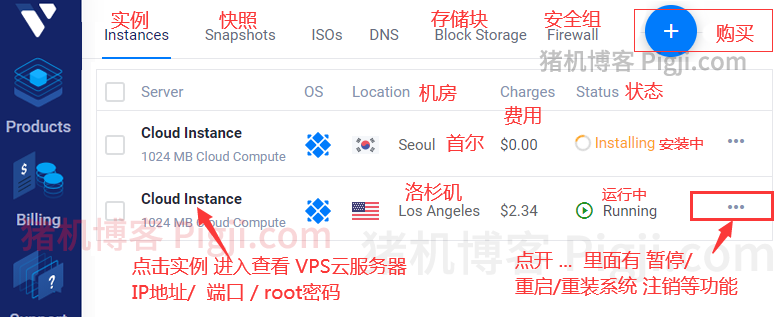 实例 快照 存储块 安全组
Instances Snapshots ISOs DNS Block Storage Firewall + 购买
猪机博客 Pigji.com
Server OS Location 机房 Charges Status 状态
费用
Products
Cloud Instance
1024 MB Cloud Compute
Seoul 首尔 $0.00 Installing 安装中 •••
Cloud Instance
1024 MB Cloud Compute
洛杉矶
Los Angeles $2.34
运行中
Running •••
Billing
猪机博客 Pigji.com
猪机博客 Pigji.com
点击实例 进入查看 VPS云服务器
IP地址/ 端口 / root密码
点开 ... 里面有 暂停/
重启/重装系统 注销等功能